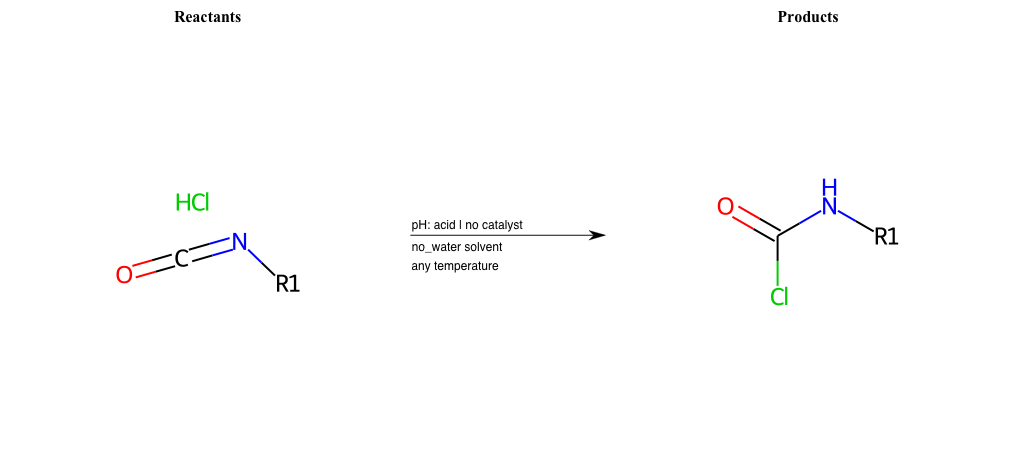 Reactants
Products
HCl
O
C
N
R1
pH: acid | no catalyst
no_water solvent
any temperature
O
H
N
R1
Cl